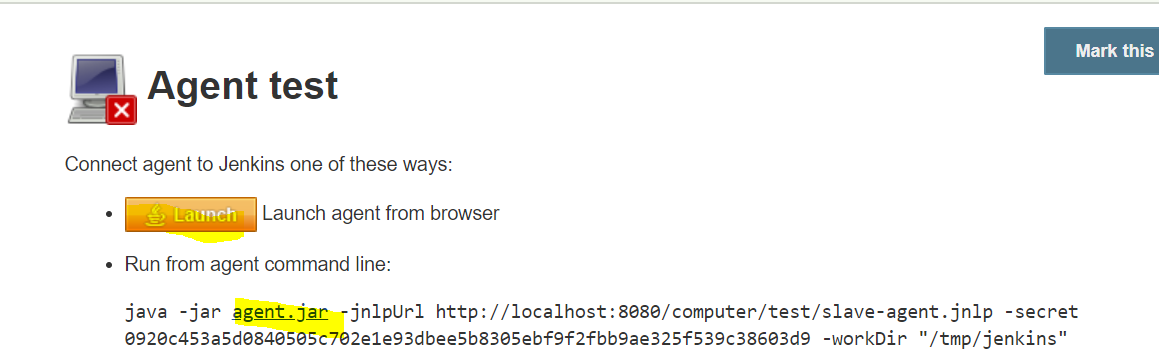 Mark this
Agent test
Connect agent to Jenkins one of these ways:
Launch Launch agent from browser
Run from agent command line:
java -jar agent.jar -jnlpUrl http://localhost:8080/computer/test/slave-agent.jnlp -secret
0920c453a5d0840505c702e1e93dbee5b8305ebf9f2fbb9ae325f539c38603d9 -workDir "/tmp/jenkins"